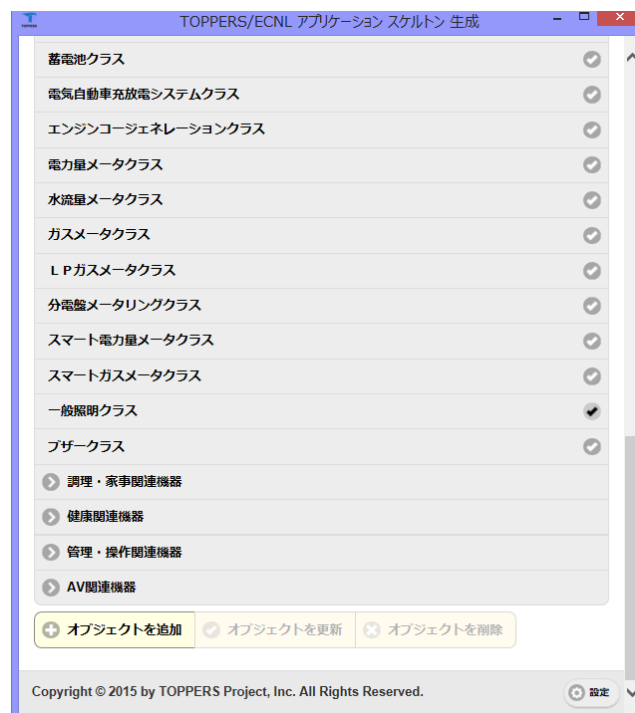 TOPPERS/ECNL アプリケーション スケルトン 生成
蓄電池クラス
電気自動車充放電システムクラス
エンジンコージェネレーションクラス
電力量メータクラス
水流量メータクラス
ガスメータクラス
ＬＰガスメータクラス
分電盤メータリングクラス
スマート電力量メータクラス
スマートガスメータクラス
一般照明クラス
ブザークラス
調理・家事関連機器
健康関連機器
管理・操作関連機器
AV関連機器
オブジェクトを追加 オブジェクトを更新 オブジェクトを削除
Copyright © 2015 by TOPPERS Project, Inc. All Rights Reserved. 設定